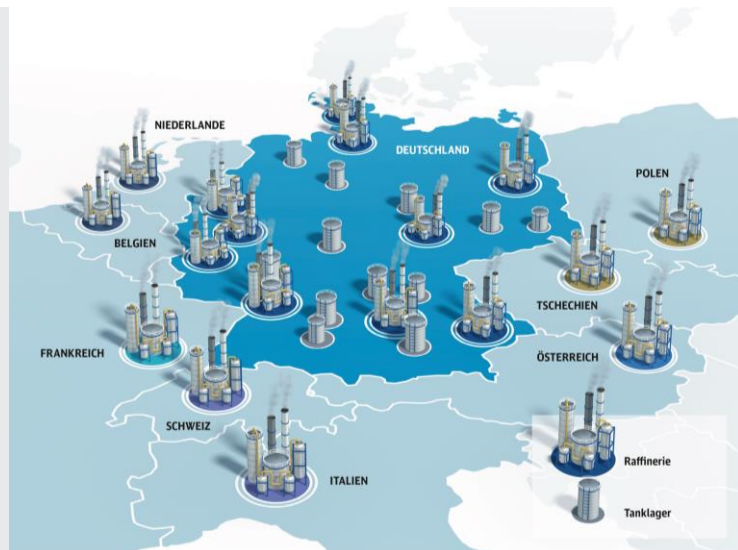 NIEDERLANDE
DEUTSCHLAND
POLEN
BELGIEN
TSCHECHIEN
FRANKREICH
ÖSTERREICH
SCHWEIZ
ITALIEN
Raffinerie
Tanklager